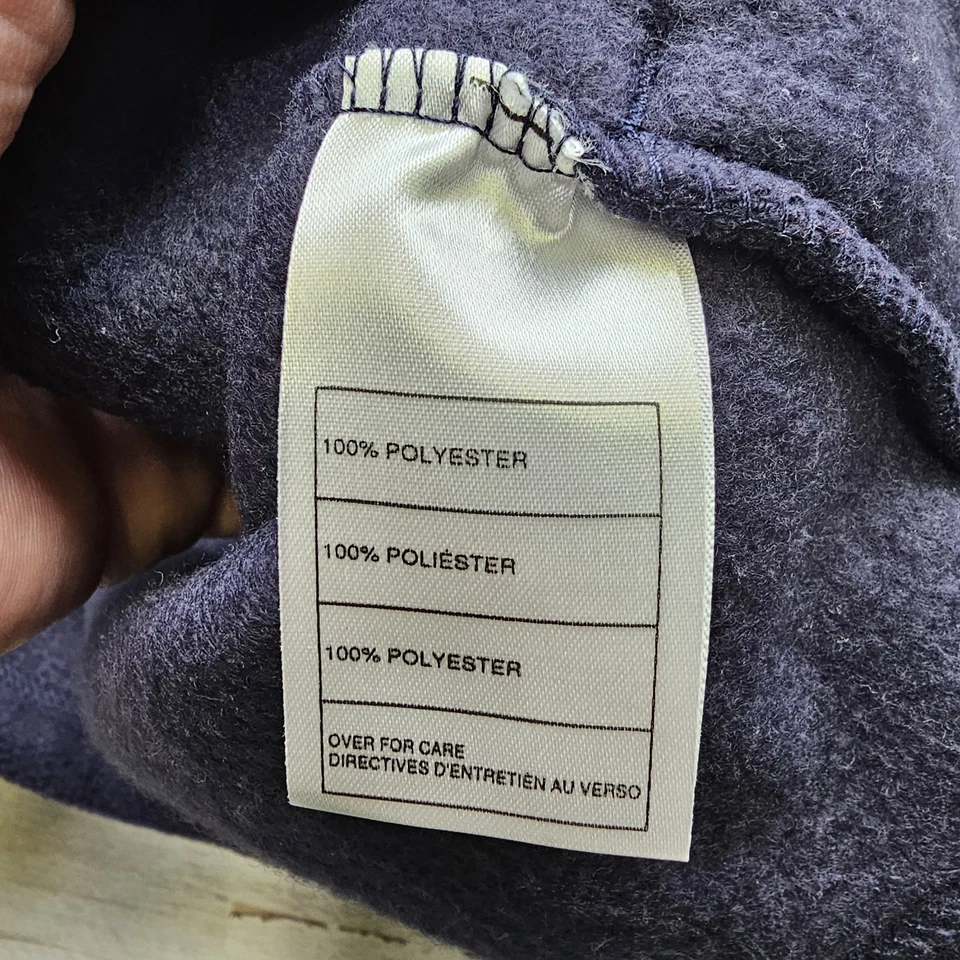 100% POLYESTER
100% POLIÉSTER
100% POLYESTER
OVER FOR CARE
DIRECTIVES D'ENTRETIEN AU VERSO